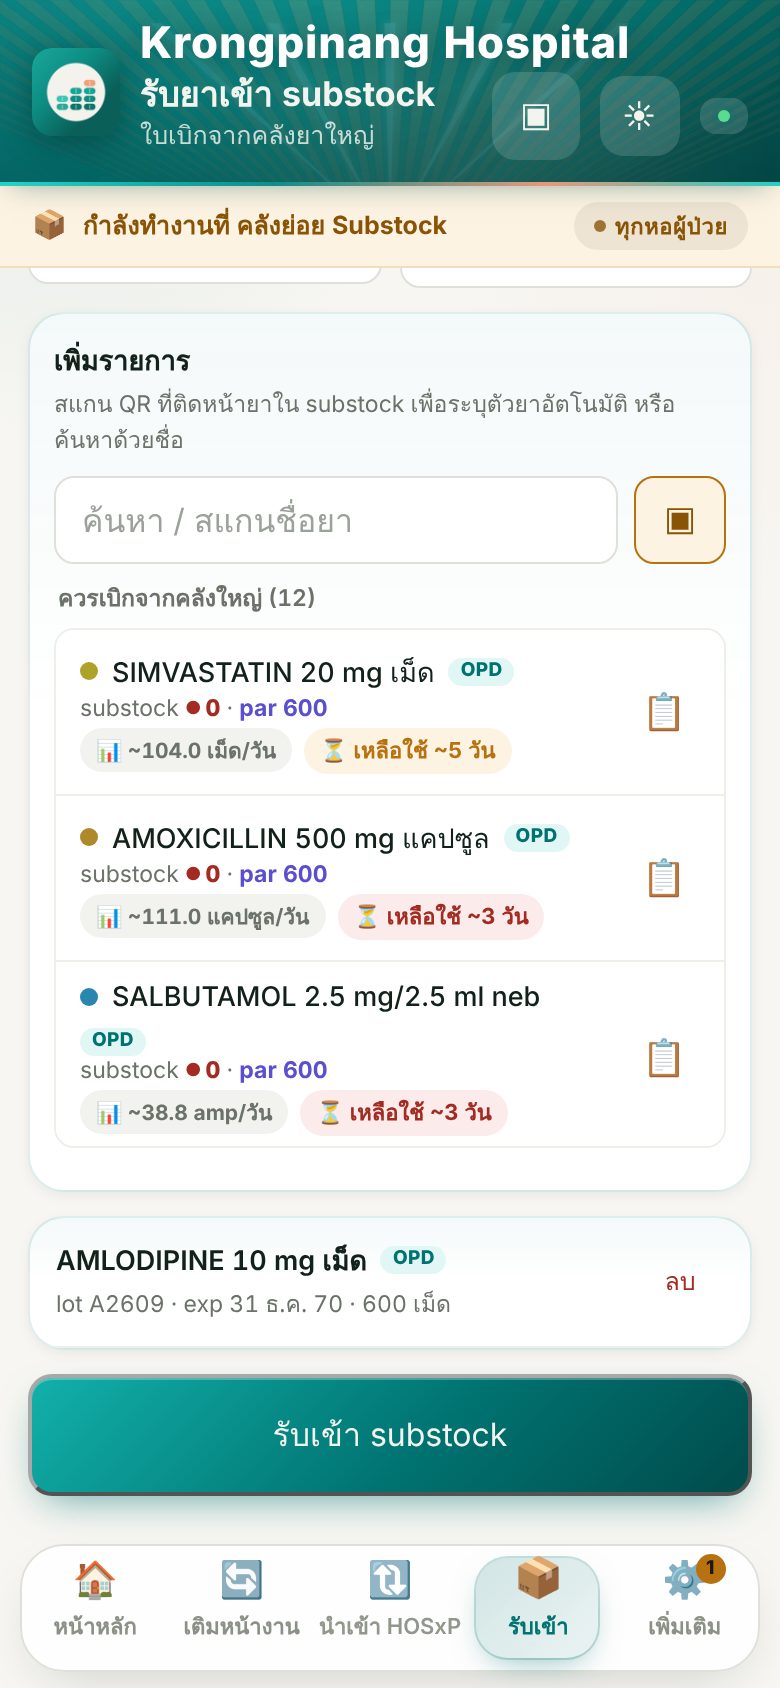 Krongpinang Hospital
รับยาเข้า substock
ใบเบิกจากคลังยาใหญ่
กำลังทำงานที่ คลังย่อย Substock
ทุกหอผู้ป่วย
เพิ่มรายการ
สแกน QR ที่ติดหน้ายาใน substock เพื่อระบุตัวยาอัตโนมัติ หรือ
ค้นหาด้วยชื่อ
ค้นหา / สแกนชื่อยา
ควรเบิกจากคลังใหญ่ (12)
SIMVASTATIN 20 mg เม็ด OPD
substock 0 · par 600
~104.0 เม็ด/วัน เหลือใช้ ~5 วัน
AMOXICILLIN 500 mg แคปซูล OPD
substock 0 · par 600
~111.0 แคปซูล/วัน เหลือใช้ ~3 วัน
SALBUTAMOL 2.5 mg/2.5 ml neb
OPD
substock 0 · par 600
~38.8 amp/วัน เหลือใช้ ~3 วัน
AMLODIPINE 10 mg เม็ด OPD
lot A2609 · exp 31 ธ.ค. 70 · 600 เม็ด
ลบ
รับเข้า substock
1
หน้าหลัก เติมหน้างาน นำเข้า HOSxP รับเข้า เพิ่มเติม